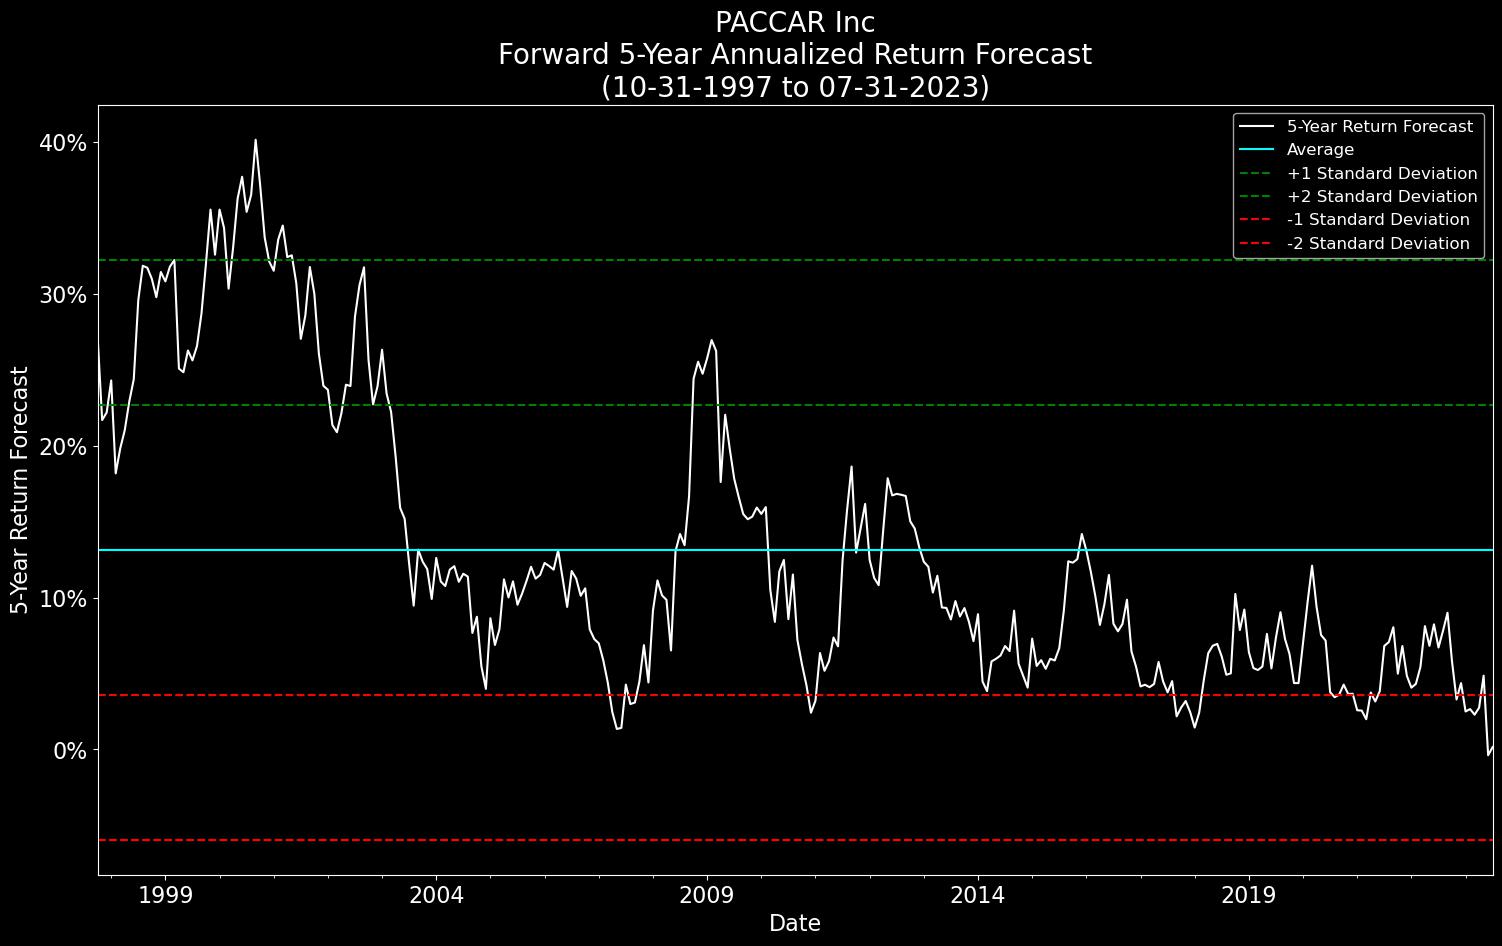 PACCAR Inc
Forward 5-Year Annualized Return Forecast
(10-31-1997 to 07-31-2023)
5-Year Return Forecast
Average
+1 Standard Deviation
+2 Standard Deviation
-1 Standard Deviation
-2 Standard Deviation
5-Year Return Forecast
40%
30%
20%
10%
0%
1999
2004
2009
2014
2019
Date